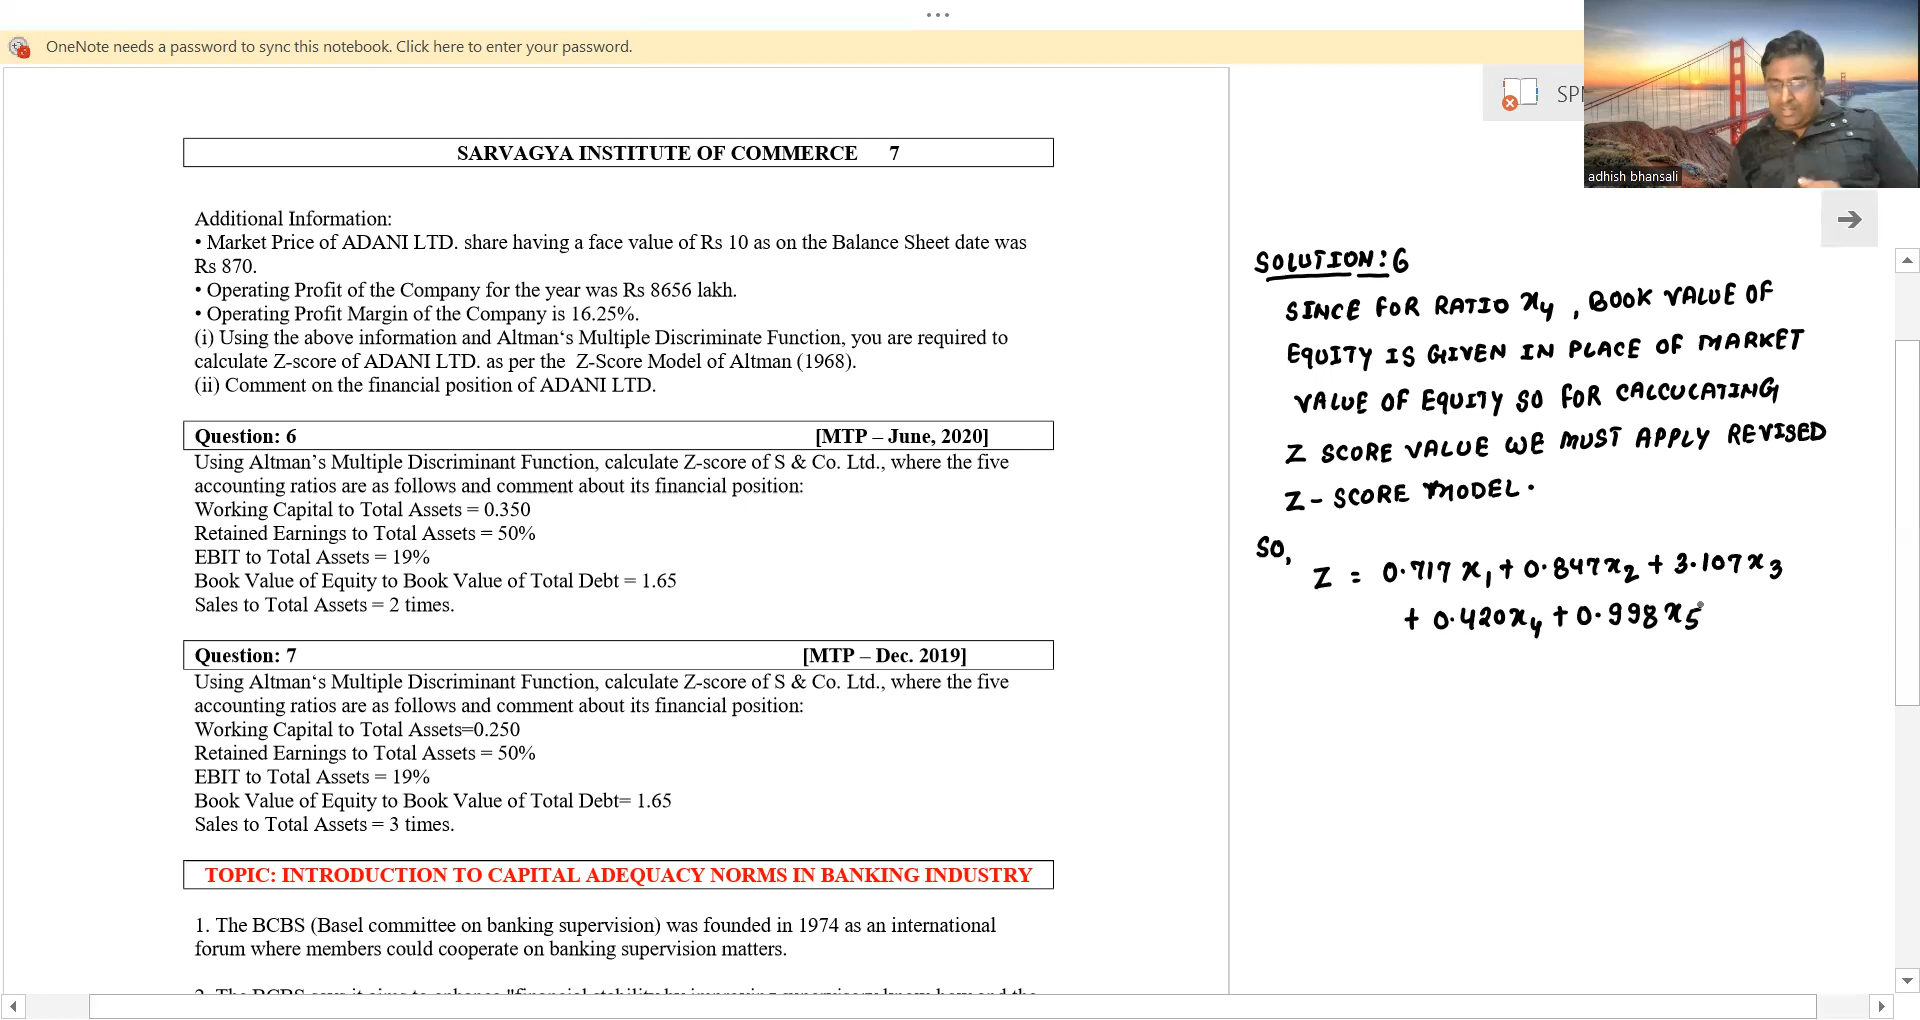 ...
OneNote needs a password to sync this notebook. Click here to enter your password.
adhish bhansali
SARVAGYA INSTITUTE OF COMMERCE 7
Additional Information:
• Market Price of ADANI LTD. share having a face value of Rs 10 as on the Balance Sheet date was
Rs 870.
• Operating Profit of the Company for the year was Rs 8656 lakh.
• Operating Profit Margin of the Company is 16.25%.
(i) Using the above information and Altman‘s Multiple Discriminate Function, you are required to
calculate Z-score of ADANI LTD. as per the Z-Score Model of Altman (1968).
(ii) Comment on the financial position of ADANI LTD.
Question: 6 [MTP – June, 2020]
Using Altman’s Multiple Discriminant Function, calculate Z-score of S & Co. Ltd., where the five
accounting ratios are as follows and comment about its financial position:
Working Capital to Total Assets = 0.350
Retained Earnings to Total Assets = 50%
EBIT to Total Assets = 19%
Book Value of Equity to Book Value of Total Debt = 1.65
Sales to Total Assets = 2 times.
Question: 7 [MTP – Dec. 2019]
Using Altman‘s Multiple Discriminant Function, calculate Z-score of S & Co. Ltd., where the five
accounting ratios are as follows and comment about its financial position:
Working Capital to Total Assets=0.250
Retained Earnings to Total Assets = 50%
EBIT to Total Assets = 19%
Book Value of Equity to Book Value of Total Debt= 1.65
Sales to Total Assets = 3 times.
TOPIC: INTRODUCTION TO CAPITAL ADEQUACY NORMS IN BANKING INDUSTRY
1. The BCBS (Basel committee on banking supervision) was founded in 1974 as an international
forum where members could cooperate on banking supervision matters.
SOLUTION: 6
SINCE FOR RATIO x4, BOOK VALUE OF
EQUITY IS GIVEN IN PLACE OF MARKET
VALUE OF EQUITY SO FOR CALCULATING
Z SCORE VALUE WE MUST APPLY REVISED
Z - SCORE MODEL.
SO,
Z = 0.717 x1 + 0.847x2 + 3.107x3
+ 0.420x4 + 0.998x5